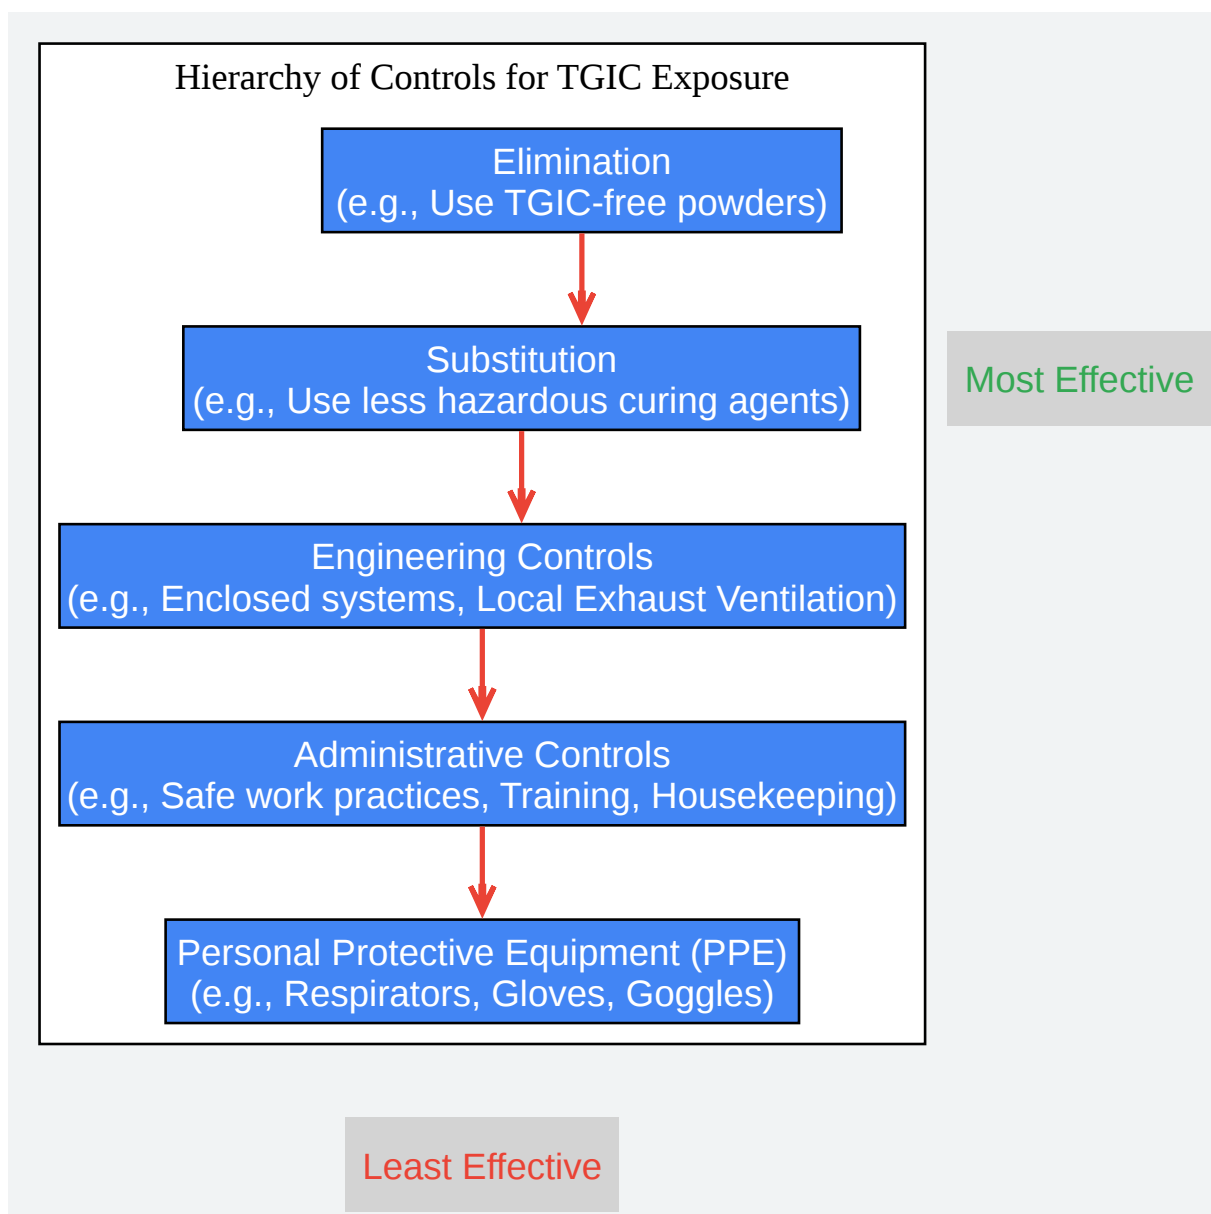 Hierarchy of Controls for TGIC Exposure
Elimination
(e.g., Use TGIC-free powders)
Substitution
(e.g., Use less hazardous curing agents)
Most Effective
Engineering Controls
(e.g., Enclosed systems, Local Exhaust Ventilation)
Administrative Controls
(e.g., Safe work practices, Training, Housekeeping)
Personal Protective Equipment (PPE)
(e.g., Respirators, Gloves, Goggles)
Least Effective